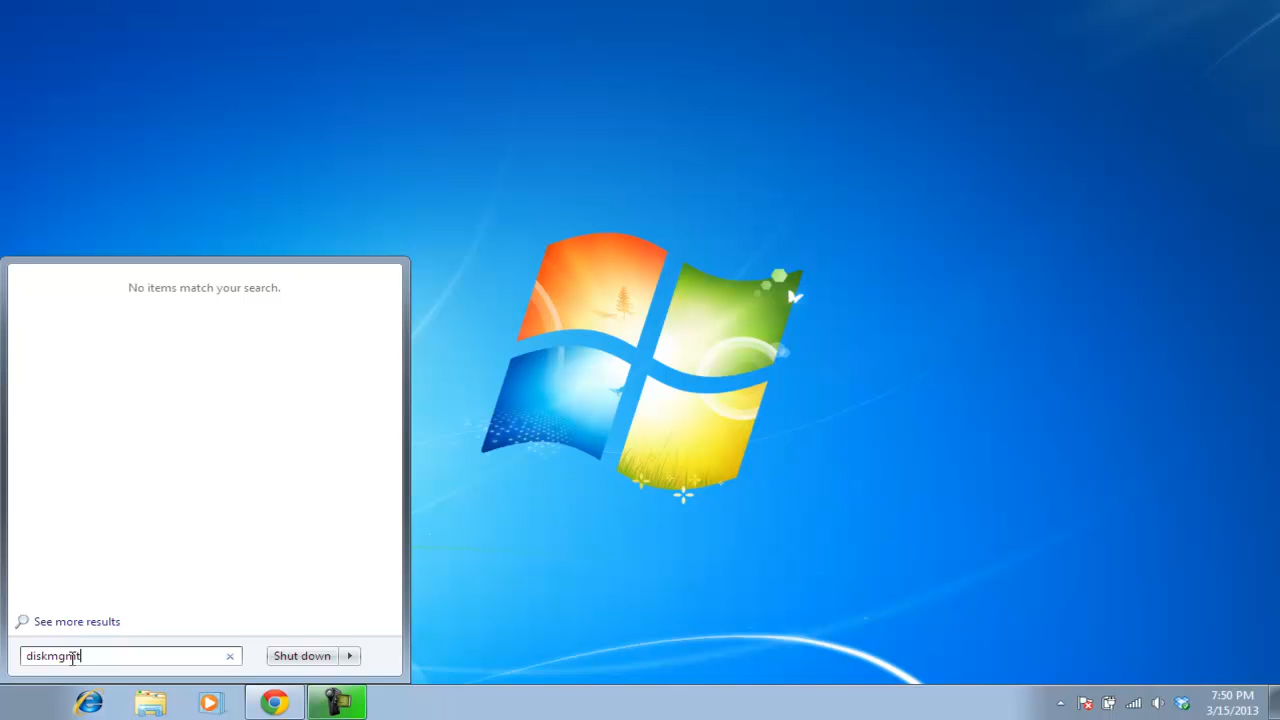 No items match your search.
See more results
diskmgmt
Shut down
7:50 PM
3/15/2013